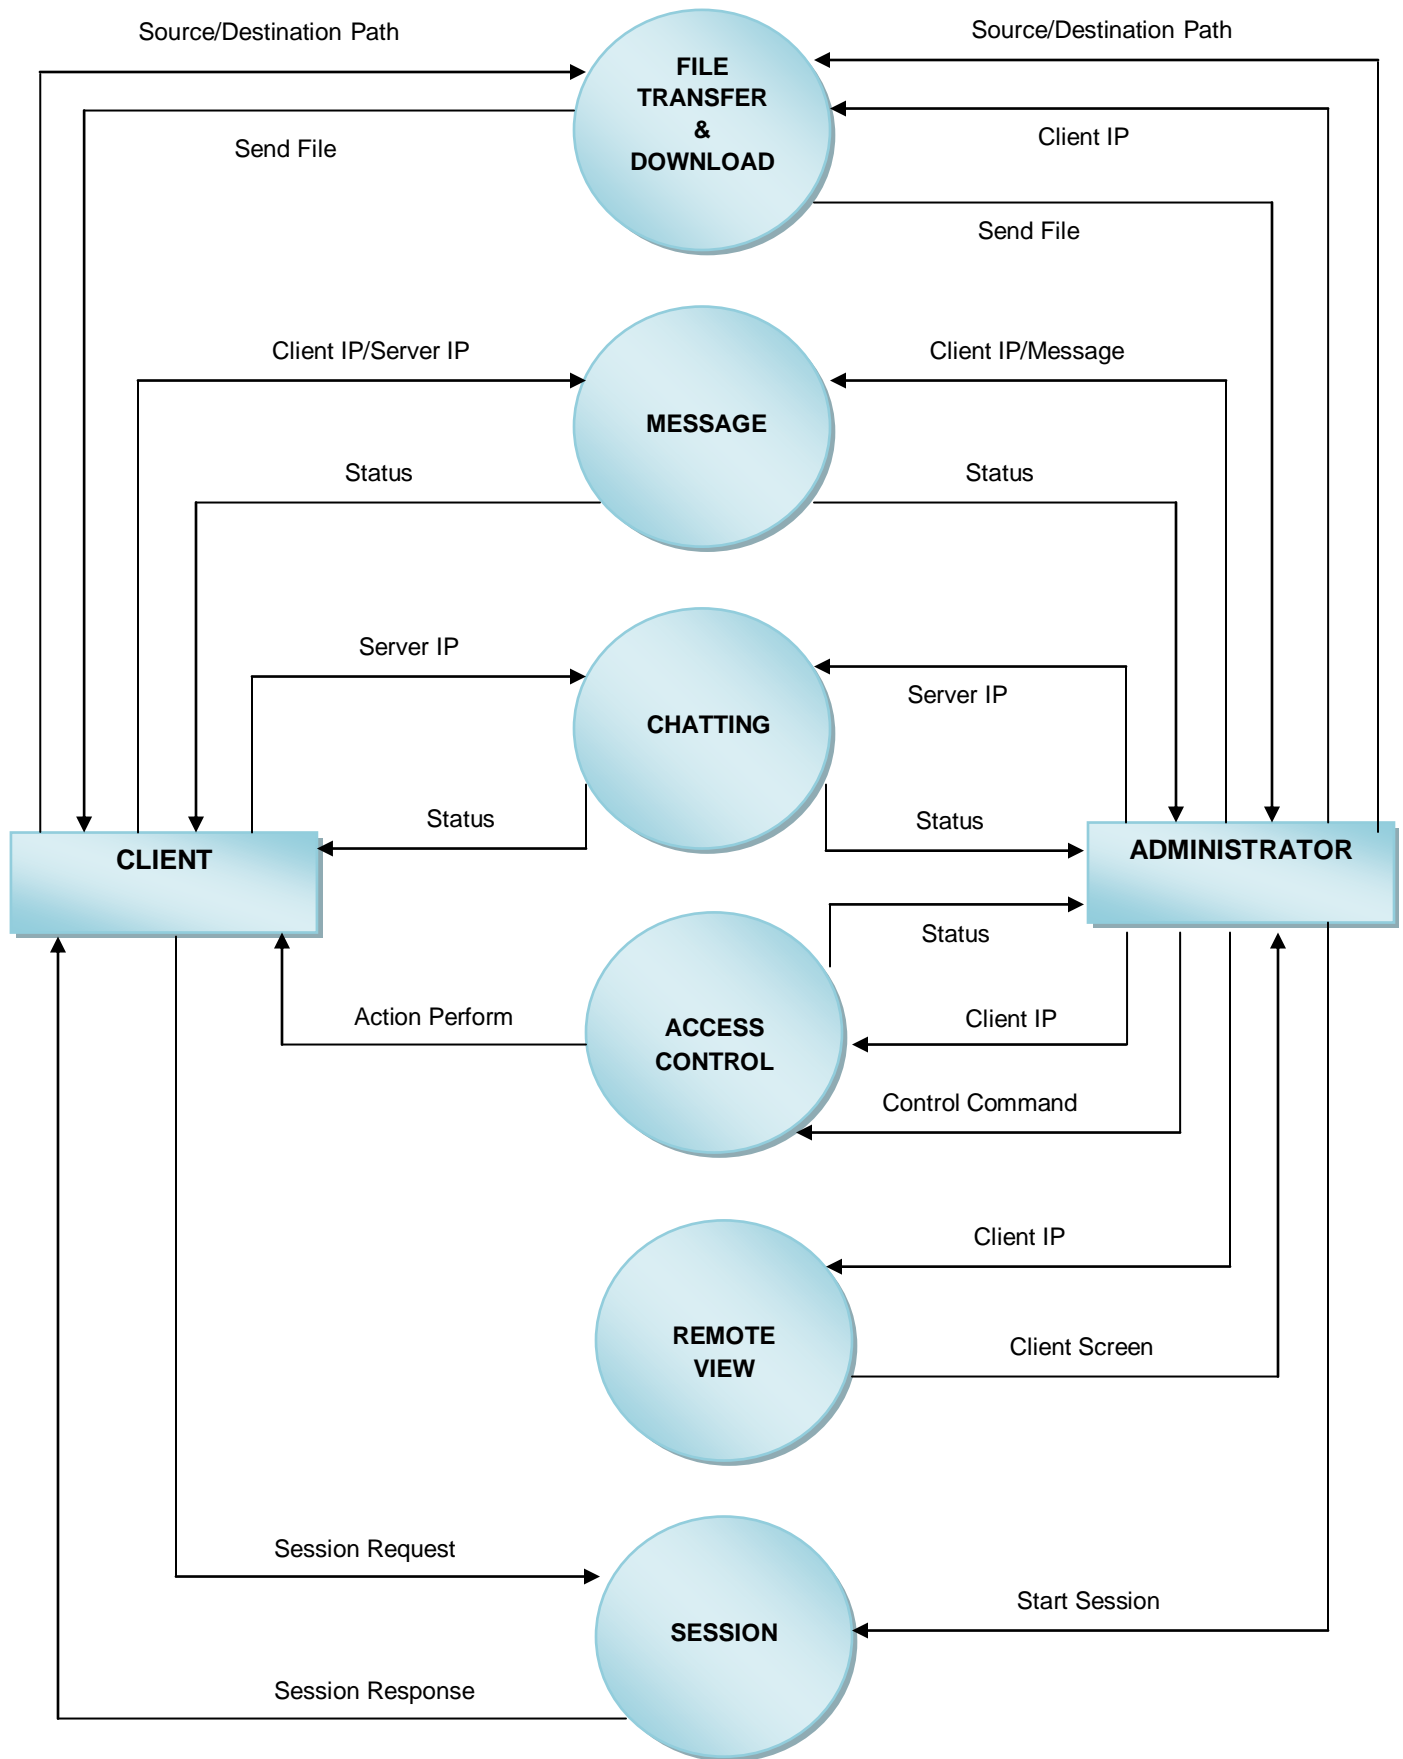 Source/Destination Path
Source/Destination Path
FILE
TRANSFER
&
DOWNLOAD
Client IP
Send File
Send File
Client IP/Server IP
Client IP/Message
MESSAGE
Status
Status
Server IP
Server IP
CHATTING
Status
Status
CLIENT
ADMINISTRATOR
Status
Action Perform
ACCESS
CONTROL
Client IP
Control Command
Client IP
REMOTE
VIEW
Client Screen
Session Request
Start Session
SESSION
Session Response